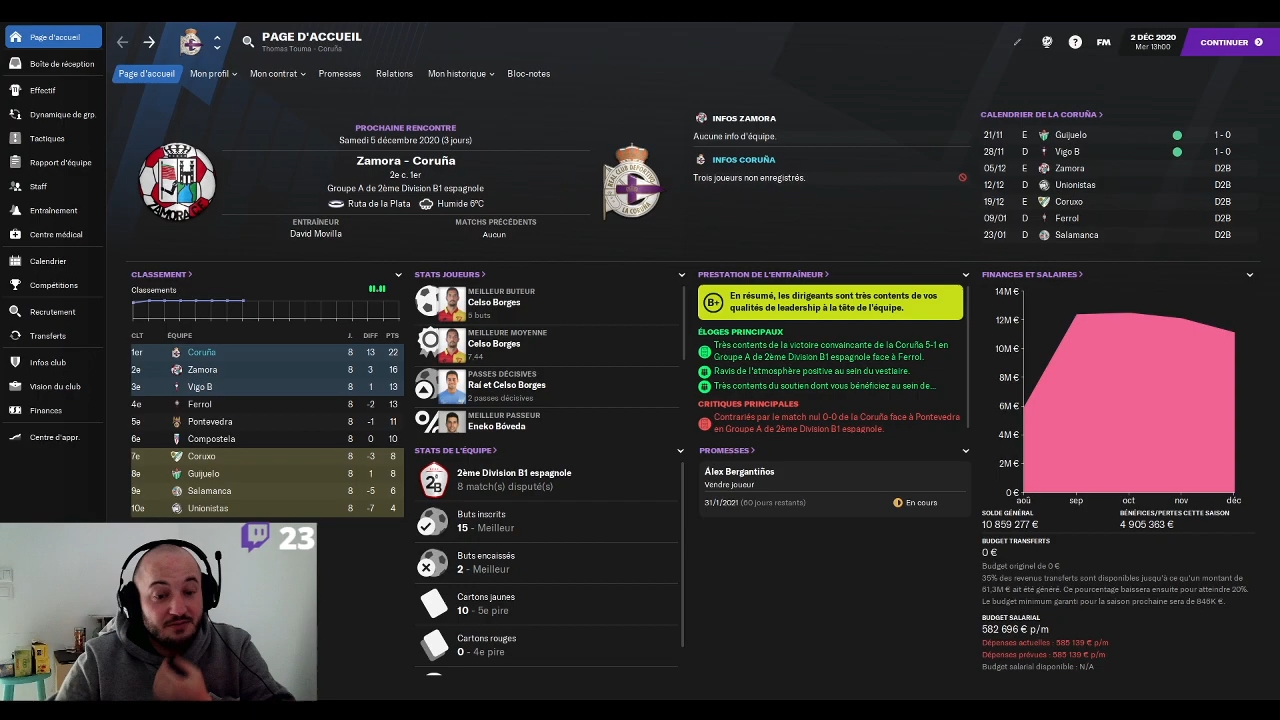 Page d'accueil
Boîte de réception
Effectif
Dynamique de grp.
Tactiques
Rapport d'équipe
Staff
Entraînement
Centre médical
Calendrier
Compétitions
Recrutement
Transferts
Infos club
Vision du club
Finances
Centre d'appr.
PAGE D'ACCUEIL
Thomas Touma - Coruña
?
FM
2 DÉC 2020
Mer 13h00
CONTINUER
Page d'accueil
Mon profil
Mon contrat
Promesses
Relations
Mon historique
Bloc-notes
PROCHAINE RENCONTRE
Samedi 5 décembre 2020 (3 jours)
Zamora - Coruña
2e c. 1er
Groupe A de 2ème Division B1 espagnole
Ruta de la Plata
Humide 6ºC
ENTRAÎNEUR
David Movilla
MATCHS PRÉCÉDENTS
Aucun
ZAMORA CF
INFOS ZAMORA
Aucune info d'équipe.
INFOS CORUÑA
Trois joueurs non enregistrés.
CALENDRIER DE LA CORUÑA
21/11 E Guijuelo 1 - 0
28/11 D Vigo B 1 - 0
05/12 E Zamora D2B
12/12 D Unionistas D2B
19/12 E Coruxo D2B
09/01 D Ferrol D2B
23/01 D Salamanca D2B
CLASSEMENT
Classements
CLT ÉQUIPE J. DIFF PTS
1er Coruña 8 13 22
2e Zamora 8 3 16
3e Vigo B 8 1 13
4e Ferrol 8 -2 13
5e Pontevedra 8 -1 11
6e Compostela 8 0 10
7e Coruxo 8 -3 8
8e Guijuelo 8 1 8
9e Salamanca 8 -5 6
10e Unionistas 8 -7 4
STATS JOUEURS
MEILLEUR BUTEUR
Celso Borges
5 buts
MEILLEURE MOYENNE
Celso Borges
7,44
PASSES DÉCISIVES
Raí et Celso Borges
2 passes décisives
MEILLEUR PASSEUR
Eneko Bóveda
STATS DE L'ÉQUIPE
2ème Division B1 espagnole
8 match(s) disputé(s)
Buts inscrits
15 - Meilleur
Buts encaissés
2 - Meilleur
Cartons jaunes
10 - 5e pire
Cartons rouges
0 - 4e pire
PRESTATION DE L'ENTRAÎNEUR
B+
En résumé, les dirigeants sont très contents de vos
qualités de leadership à la tête de l'équipe.
ÉLOGES PRINCIPAUX
Très contents de la victoire convaincante de la Coruña 5-1 en
Groupe A de 2ème Division B1 espagnole face à Ferrol.
Ravis de l'atmosphère positive au sein du vestiaire.
Très contents du soutien dont vous bénéficiez au sein de...
CRITIQUES PRINCIPALES
Contrariés par le match nul 0-0 de la Coruña face à Pontevedra
en Groupe A de 2ème Division B1 espagnole.
PROMESSES
Álex Bergantiños
Vendre joueur
31/1/2021 (60 jours restants)
En cours
FINANCES ET SALAIRES
14M €
12M €
10M €
8M €
6M €
4M €
2M €
0 €
aoû sep oct nov déc
SOLDE GÉNÉRAL
10 859 277 €
BÉNÉFICES/PERTES CETTE SAISON
4 905 363 €
BUDGET TRANSFERTS
0 €
Budget originel de 0 €
35% des revenus transferts sont disponibles jusqu'à ce qu'un montant de
61,3M € ait été généré. Ce pourcentage baissera ensuite pour atteindre 20%.
Le budget minimum garanti pour la saison prochaine sera de 846K €.
BUDGET SALARIAL
582 696 € p/m
Dépenses actuelles : 585 139 € p/m
Dépenses prévues : 585 139 € p/m
Budget salarial disponible : N/A
23